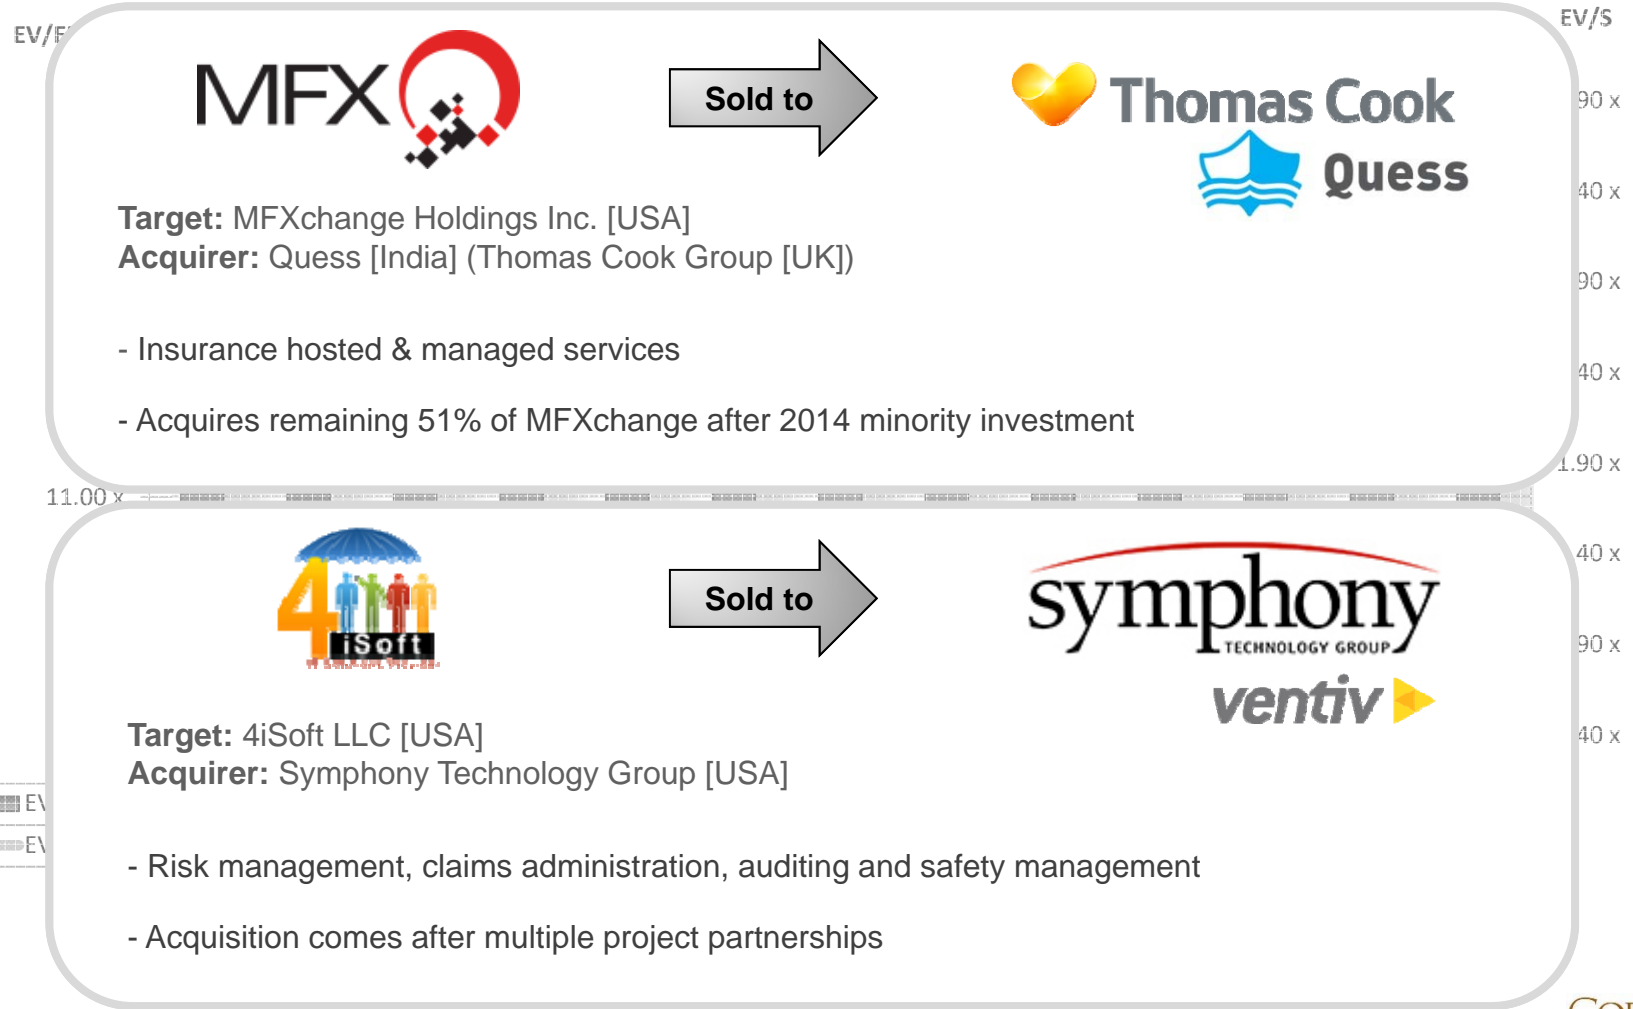 EV/S
MFX
Sold to
Thomas Cook
Quess
Target: MFXchange Holdings Inc. [USA]
Acquirer: Quess [India] (Thomas Cook Group [UK])
- Insurance hosted & managed services
- Acquires remaining 51% of MFXchange after 2014 minority investment
90 x
40 x
90 x
40 x
1.90 x
11.00 x
4
iSoft
Sold to
symphony
TECHNOLOGY GROUP
ventiv
Target: 4iSoft LLC [USA]
Acquirer: Symphony Technology Group [USA]
- Risk management, claims administration, auditing and safety management
- Acquisition comes after multiple project partnerships
40 x
90 x
40 x